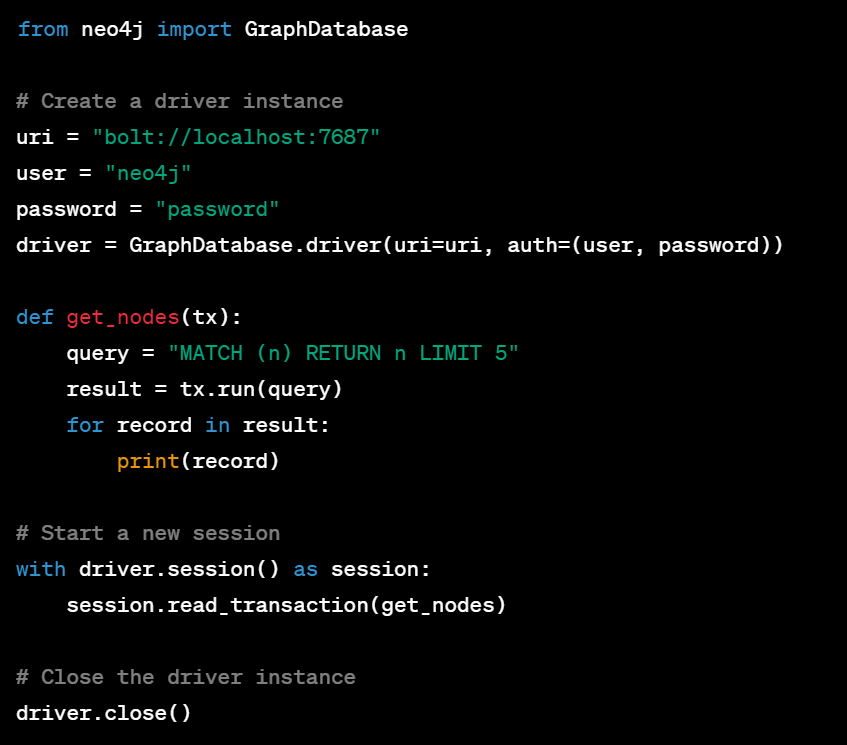 from neo4j import GraphDatabase
# Create a driver instance
uri = "bolt://localhost:7687"
user = "neo4j"
password = "password"
driver = GraphDatabase.driver(uri=uri, auth=(user, password))
def get_nodes(tx):
    query = "MATCH (n) RETURN n LIMIT 5"
    result = tx.run(query)
    for record in result:
        print(record)
# Start a new session
with driver.session() as session:
    session.read_transaction(get_nodes)
# Close the driver instance
driver.close()